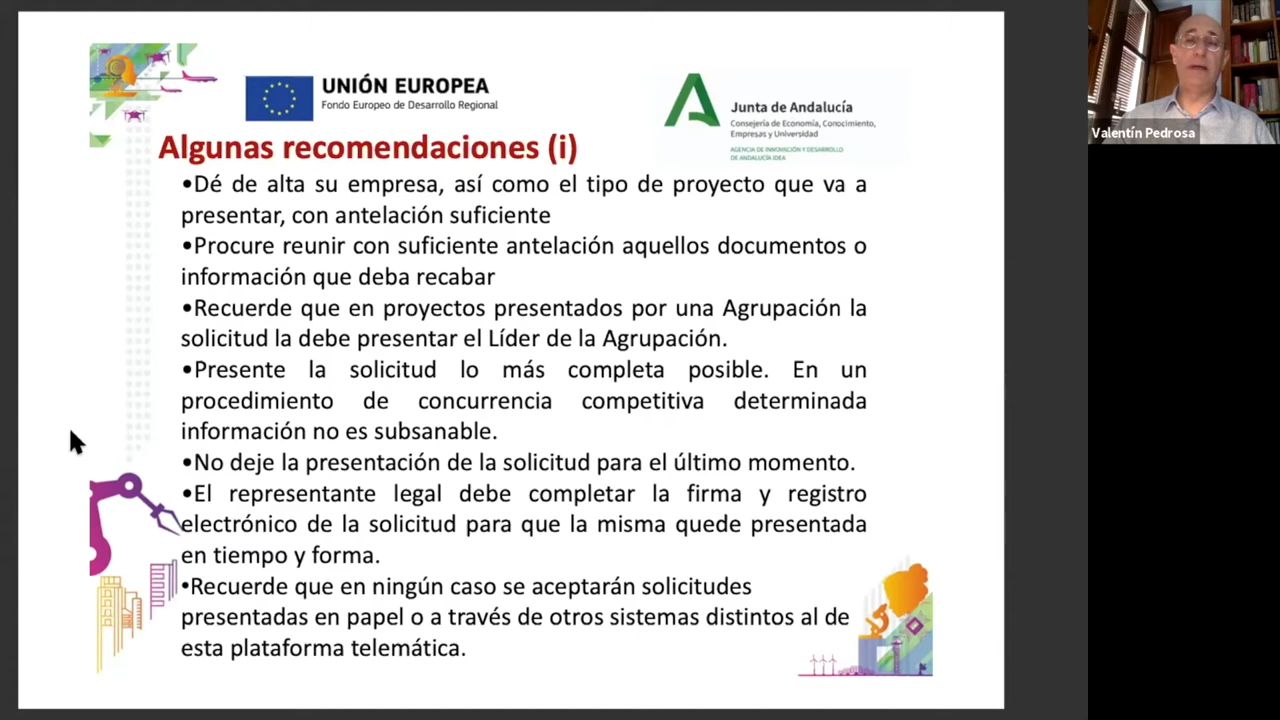 UNIÓN EUROPEA
Fondo Europeo de Desarrollo Regional
Junta de Andalucía
Consejería de Economía, Conocimiento,
Empresas y Universidad
AGENCIA DE INNOVACIÓN Y DESARROLLO
DE ANDALUCÍA IDEA
Valentín Pedrosa
Algunas recomendaciones (i)
•Dé de alta su empresa, así como el tipo de proyecto que va a
presentar, con antelación suficiente
•Procure reunir con suficiente antelación aquellos documentos o
información que deba recabar
•Recuerde que en proyectos presentados por una Agrupación la
solicitud la debe presentar el Líder de la Agrupación.
•Presente la solicitud lo más completa posible. En un
procedimiento de concurrencia competitiva determinada
información no es subsanable.
•No deje la presentación de la solicitud para el último momento.
•El representante legal debe completar la firma y registro
electrónico de la solicitud para que la misma quede presentada
en tiempo y forma.
•Recuerde que en ningún caso se aceptarán solicitudes
presentadas en papel o a través de otros sistemas distintos al de
esta plataforma telemática.